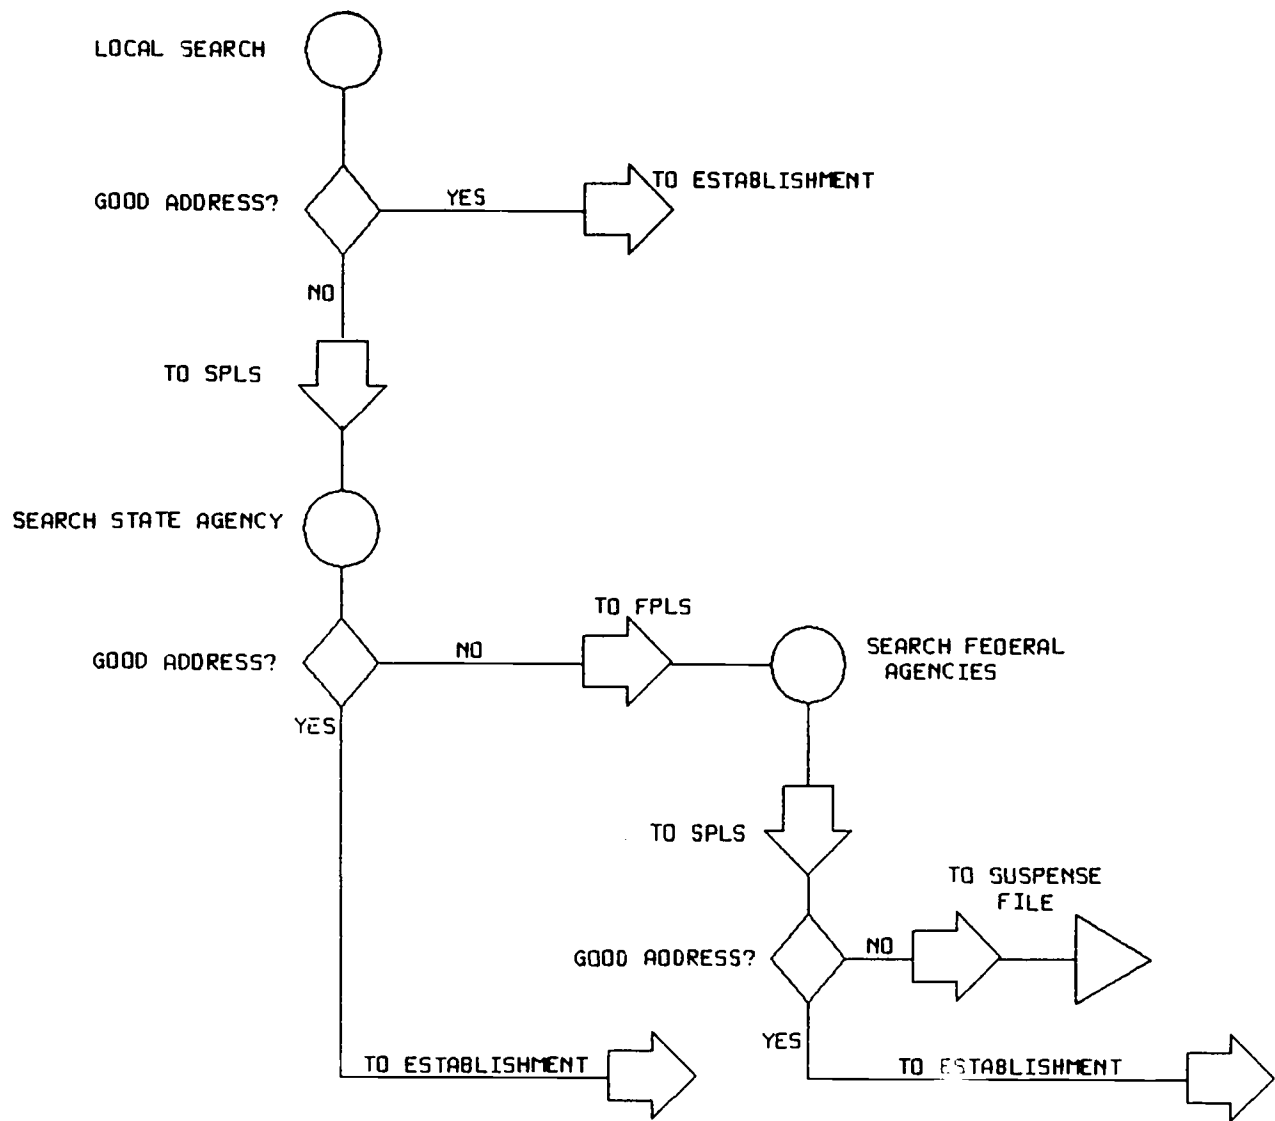 LOCAL SEARCH
GOOD ADDRESS?
YES
TO ESTABLISHMENT
NO
TO SPLS
SEARCH STATE AGENCY
GOOD ADDRESS?
NO
TO FPLS
SEARCH FEDERAL
AGENCIES
YES
TO SPLS
TO SUSPENSE
FILE
GOOD ADDRESS?
NO
YES
TO ESTABLISHMENT
TO ESTABLISHMENT